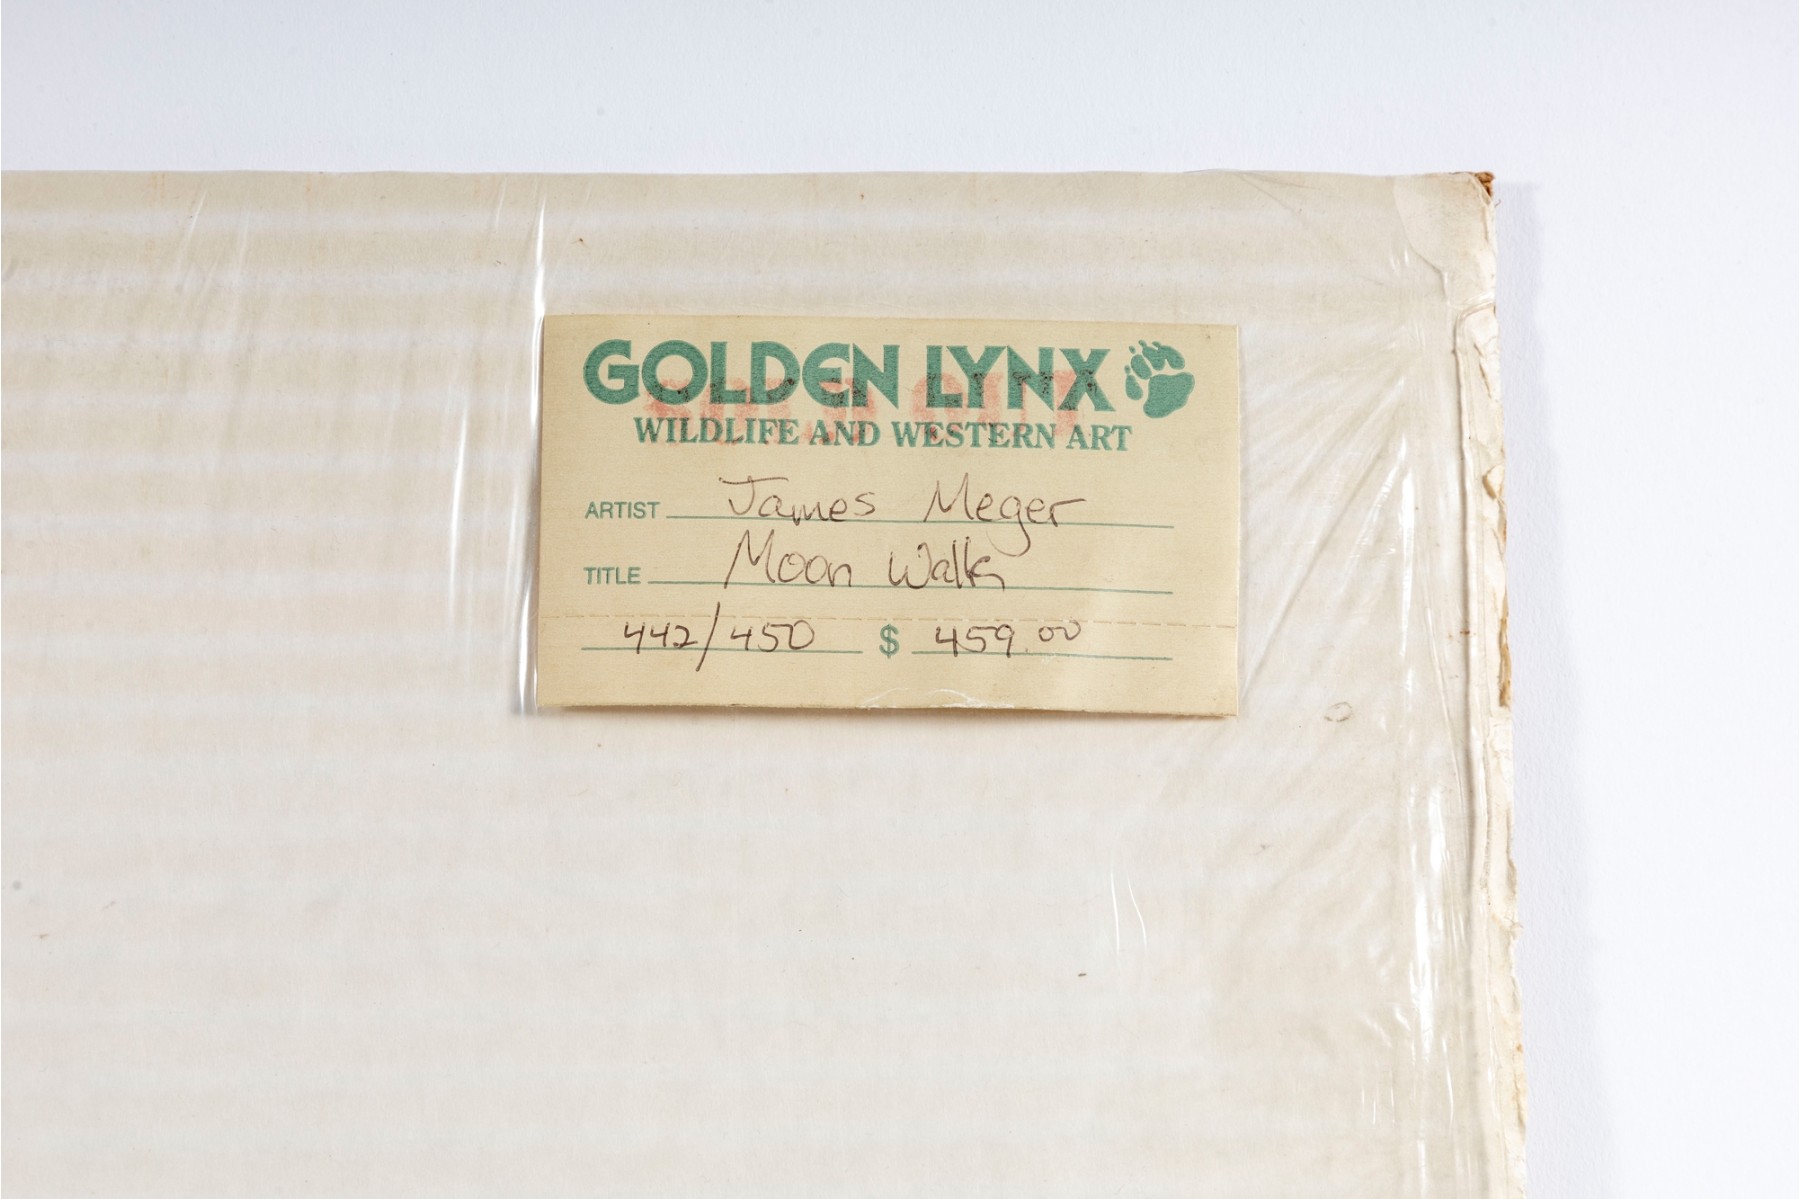 GOLDEN LYNX
WILDLIFE AND WESTERN ART
ARTIST James Meger
TITLE Moon Walk
442/450 $ 459.00